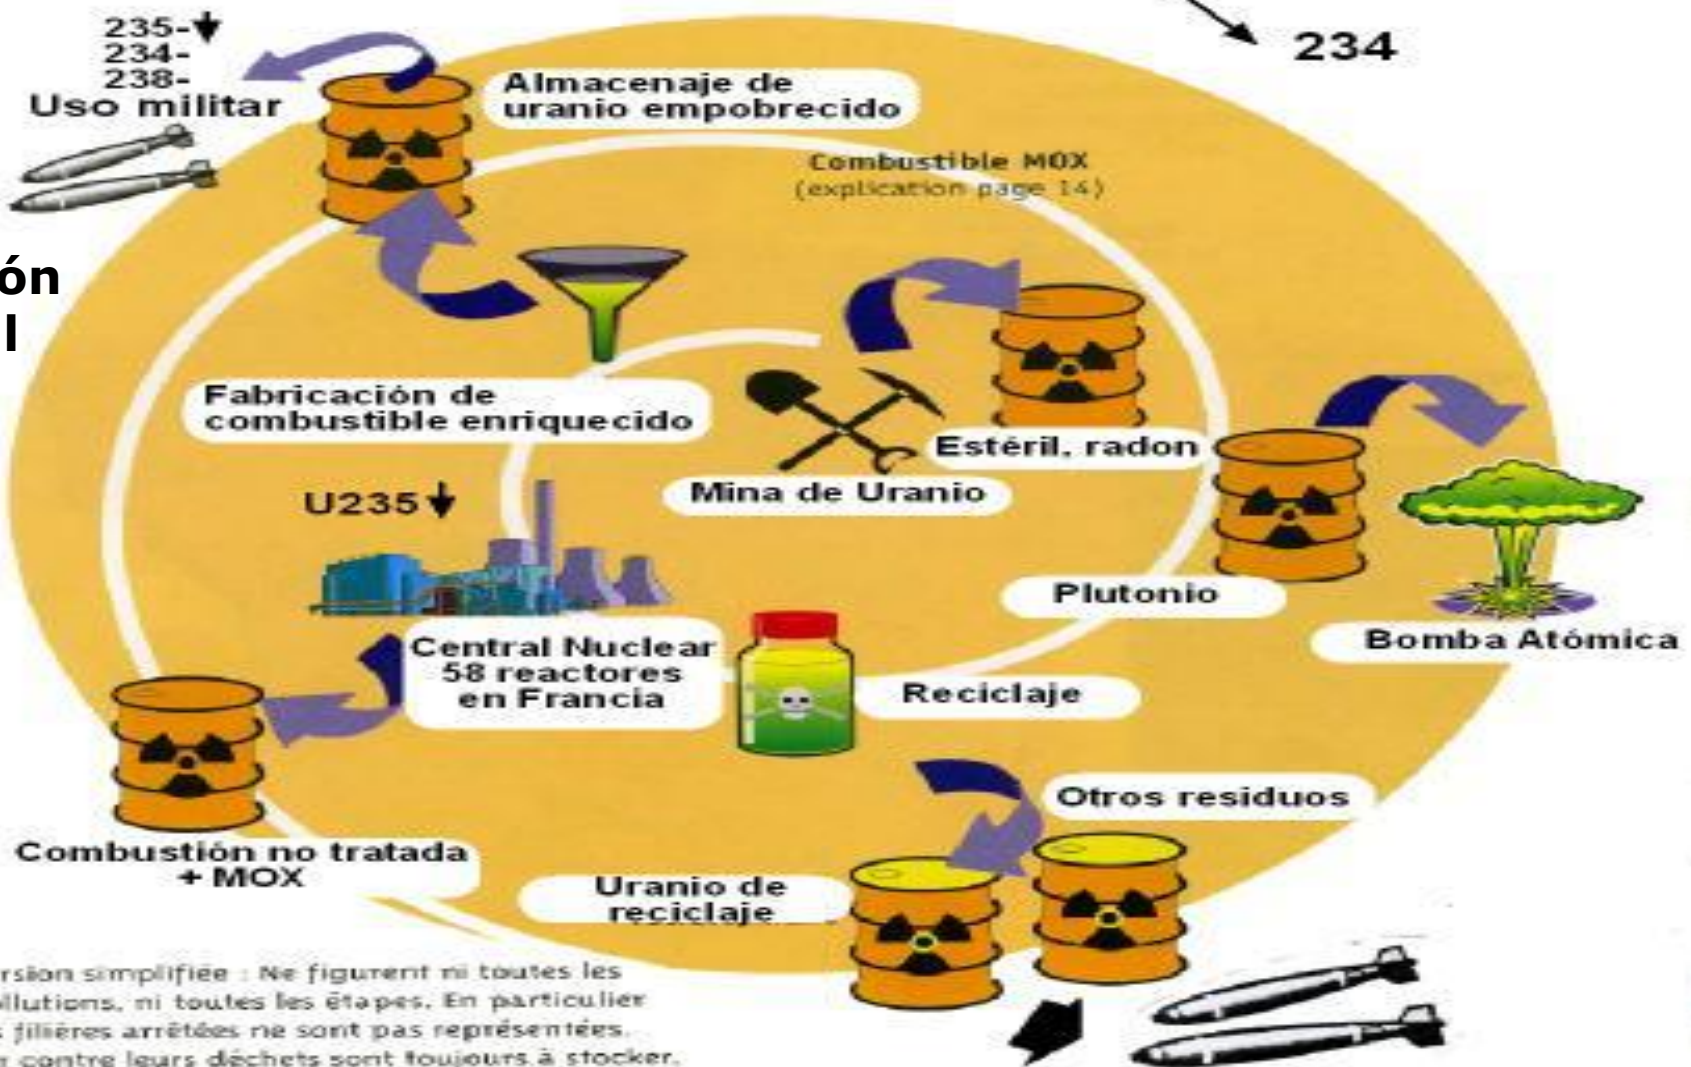 235-
234-
238-
Uso militar
234
Almacenaje de
uranio empobrecido
Combustible MOX
(explication page 14)
ón
l
Fabricación de
combustible enriquecido
Estéril, radon
Mina de Uranio
U235
Plutonio
Bomba Atómica
Central Nuclear
58 reactores
en Francia
Reciclaje
Otros residuos
Combustión no tratada
+ MOX
Uranio de
reciclaje
rsion simplifiée : Ne figurent ni toutes les
ollutions, ni toutes les étapes. En particulier
s filières arrêtées ne sont pas représentées.
r contre leurs déchets sont toujours à stocker.